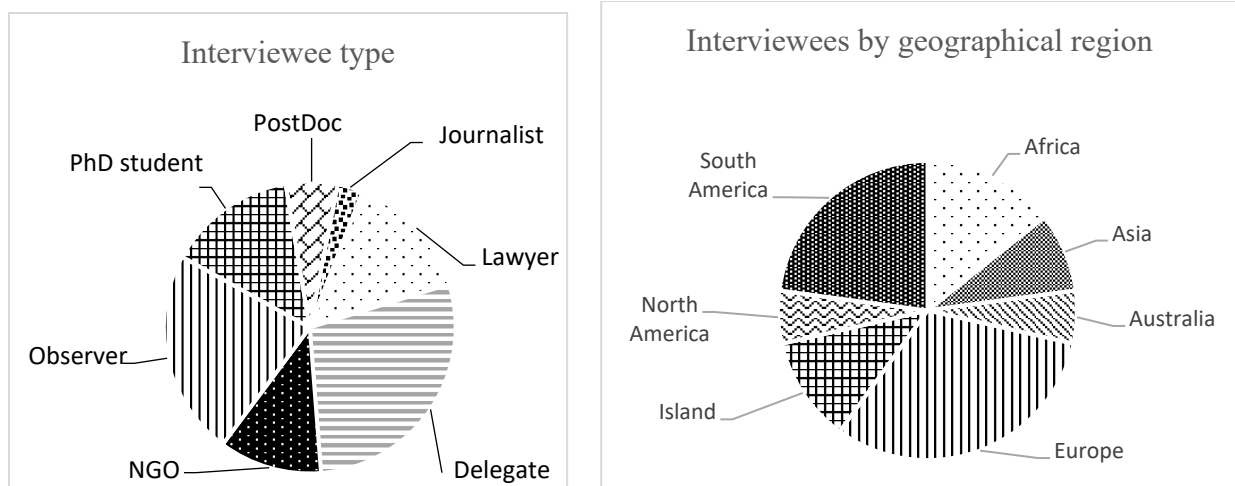 Interviewee type
PostDoc
Journalist
PhD student
Lawyer
Observer
NGO
Delegate
Interviewees by geographical region
South
America
Africa
Asia
North
America
Australia
Island
Europe